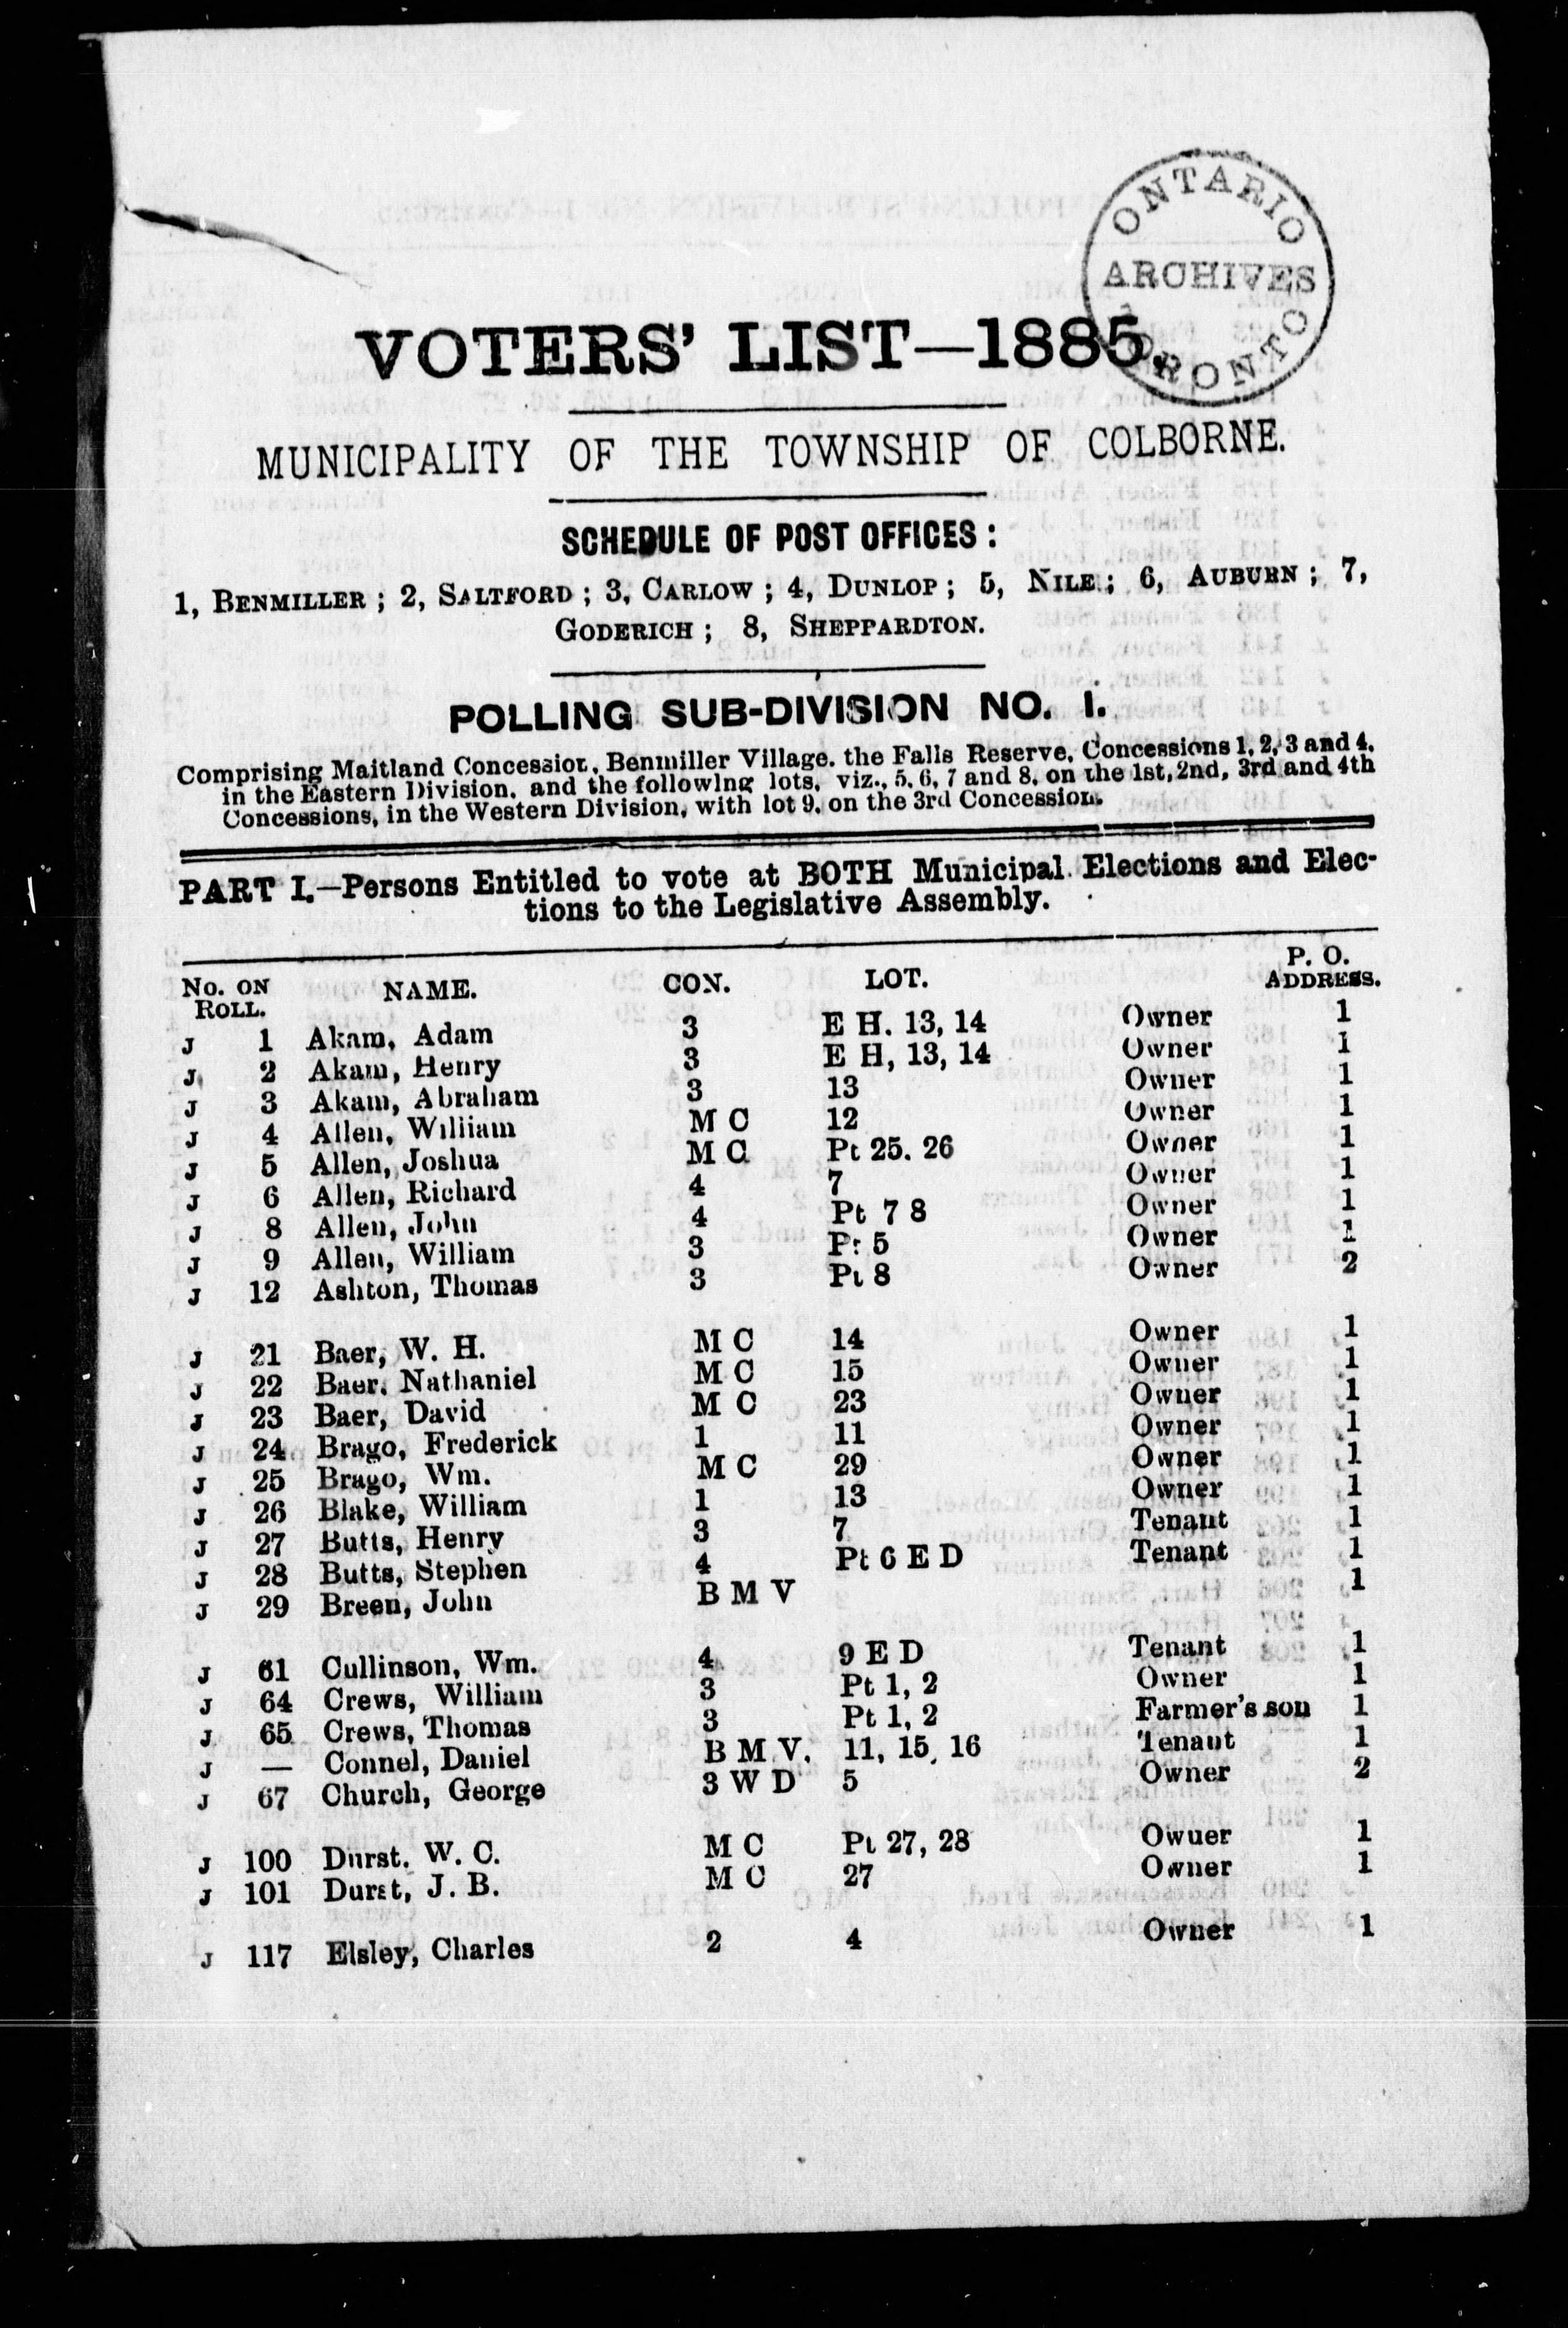 ONTARIO
ARCHIVES
TORONTO
VOTERS' LIST—1885.
MUNICIPALITY OF THE TOWNSHIP OF COLBORNE.
SCHEDULE OF POST OFFICES :
1, BENMILLER ; 2, SALTFORD ; 3, CARLOW ; 4, DUNLOP ; 5, NILE ; 6, AUBURN ; 7,
GODERICH ; 8, SHEPPARDTON.
POLLING SUB-DIVISION NO. I.
Comprising Maitland Concession, Benmiller Village, the Falls Reserve, Concessions 1, 2, 3 and 4,
in the Eastern Division, and the following lots, viz., 5, 6, 7 and 8, on the 1st, 2nd, 3rd and 4th
Concessions, in the Western Division, with lot 9, on the 3rd Concession.
PART I.—Persons Entitled to vote at BOTH Municipal Elections and Elec-
tions to the Legislative Assembly.
No. ON ROLL. NAME. CON. LOT. P. O. ADDRESS.
J 1 Akam, Adam 3 E H. 13, 14 Owner 1
J 2 Akam, Henry 3 E H, 13, 14 Owner 1
J 3 Akam, Abraham 3 13 Owner 1
J 4 Allen, William M C 12 Owner 1
J 5 Allen, Joshua M C Pt 25. 26 Owner 1
J 6 Allen, Richard 4 7 Owner 1
J 8 Allen, John 4 Pt 7 8 Owner 1
J 9 Allen, William 3 Pt 5 Owner 1
J 12 Ashton, Thomas 3 Pt 8 Owner 2
J 21 Baer, W. H. M C 14 Owner 1
J 22 Baer. Nathaniel M C 15 Owner 1
J 23 Baer, David M C 23 Owner 1
J 24 Brago, Frederick 1 11 Owner 1
J 25 Brago, Wm. M C 29 Owner 1
J 26 Blake, William 1 13 Owner 1
J 27 Butts, Henry 3 7 Tenant 1
J 28 Butts, Stephen 4 Pt 6 E D Tenant 1
J 29 Breen, John B M V 1
J 61 Cullinson, Wm. 4 9 E D Tenant 1
J 64 Crews, William 3 Pt 1, 2 Owner 1
J 65 Crews, Thomas 3 Pt 1, 2 Farmer's son 1
J — Connel, Daniel B M V. 11, 15, 16 Tenant 1
J 67 Church, George 3 W D 5 Owner 2
J 100 Durst. W. C. M C Pt 27, 28 Owner 1
J 101 Durst, J. B. M C 27 Owner 1
J 117 Elsley, Charles 2 4 Owner 1